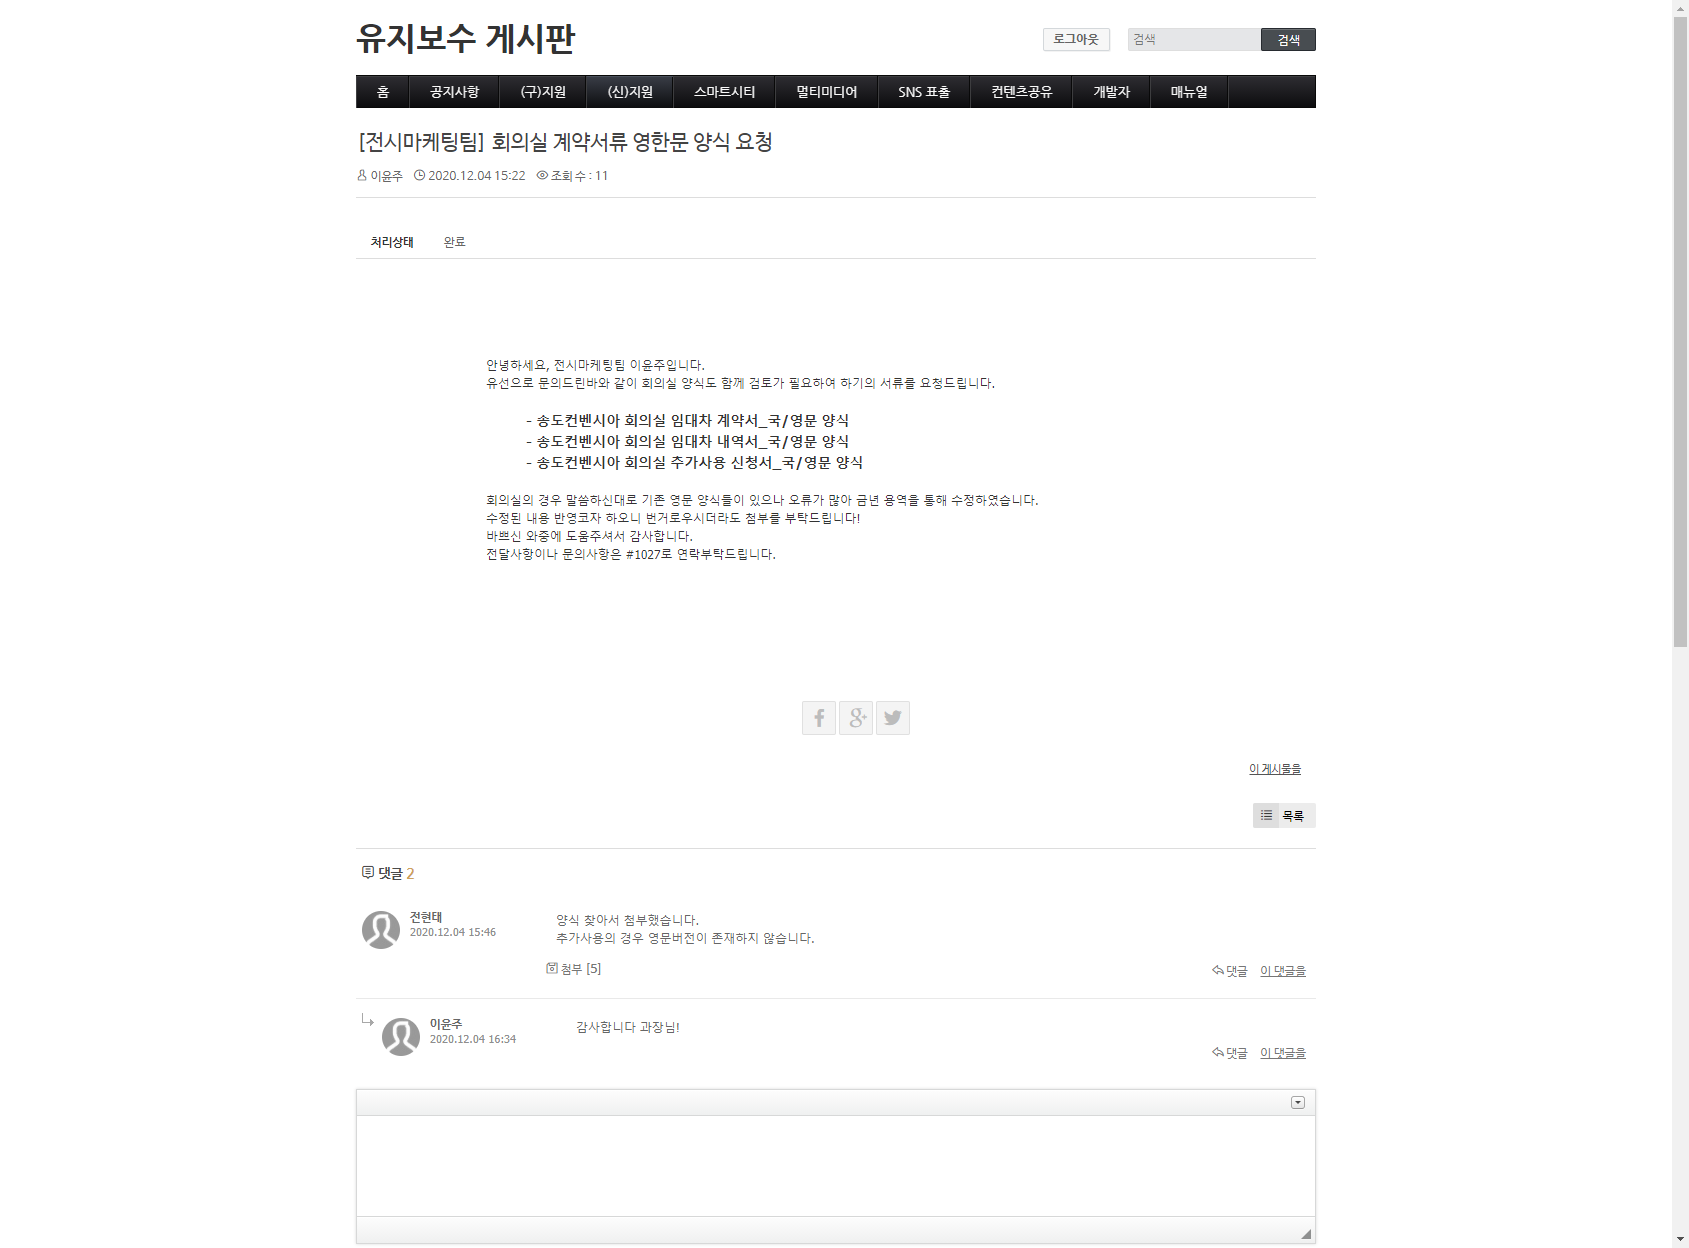 유지보수 게시판
로그아웃
검색
검색
홈
공지사항
(구)지원
(신)지원
스마트시티
멀티미디어
SNS 표출
컨텐츠공유
개발자
매뉴얼
[전시마케팅팀] 회의실 계약서류 영한문 양식 요청
이윤주 2020.12.04 15:22 조회 수 : 11
처리상태 완료
안녕하세요, 전시마케팅팀 이윤주입니다.
유선으로 문의드린바와 같이 회의실 양식도 함께 검토가 필요하여 하기의 서류를 요청드립니다.
- 송도컨벤시아 회의실 임대차 계약서_국/영문 양식
- 송도컨벤시아 회의실 임대차 내역서_국/영문 양식
- 송도컨벤시아 회의실 추가사용 신청서_국/영문 양식
회의실의 경우 말씀하신대로 기존 영문 양식들이 있으나 오류가 많아 금년 용역을 통해 수정하였습니다.
수정된 내용 반영코자 하오니 번거로우시더라도 첨부를 부탁드립니다!
바쁘신 와중에 도움주셔서 감사합니다.
전달사항이나 문의사항은 #1027로 연락부탁드립니다.
이 게시물을
목록
댓글 2
전현태
2020.12.04 15:46
양식 찾아서 첨부했습니다.
추가사용의 경우 영문버전이 존재하지 않습니다.
첨부 [5]
댓글 이 댓글을
이윤주
2020.12.04 16:34
감사합니다 과장님!
댓글 이 댓글을